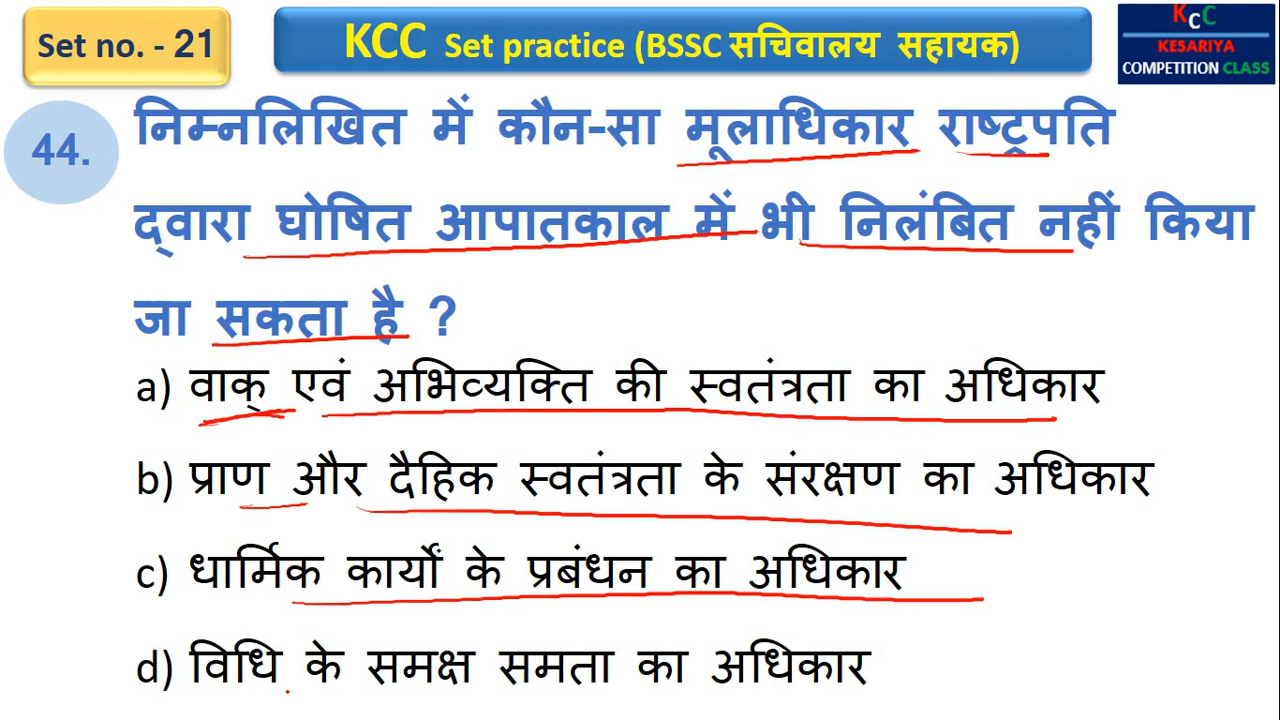 Set no. - 21
KCC Set practice (BSSC सचिवालय सहायक)
KCC
KESARIYA
COMPETITION CLASS
44.
निम्नलिखित में कौन-सा मूलाधिकार राष्ट्रपति
द्वारा घोषित आपातकाल में भी निलंबित नहीं किया
जा सकता है ?
a) वाक् एवं अभिव्यक्ति की स्वतंत्रता का अधिकार
b) प्राण और दैहिक स्वतंत्रता के संरक्षण का अधिकार
c) धार्मिक कार्यों के प्रबंधन का अधिकार
d) विधि के समक्ष समता का अधिकार